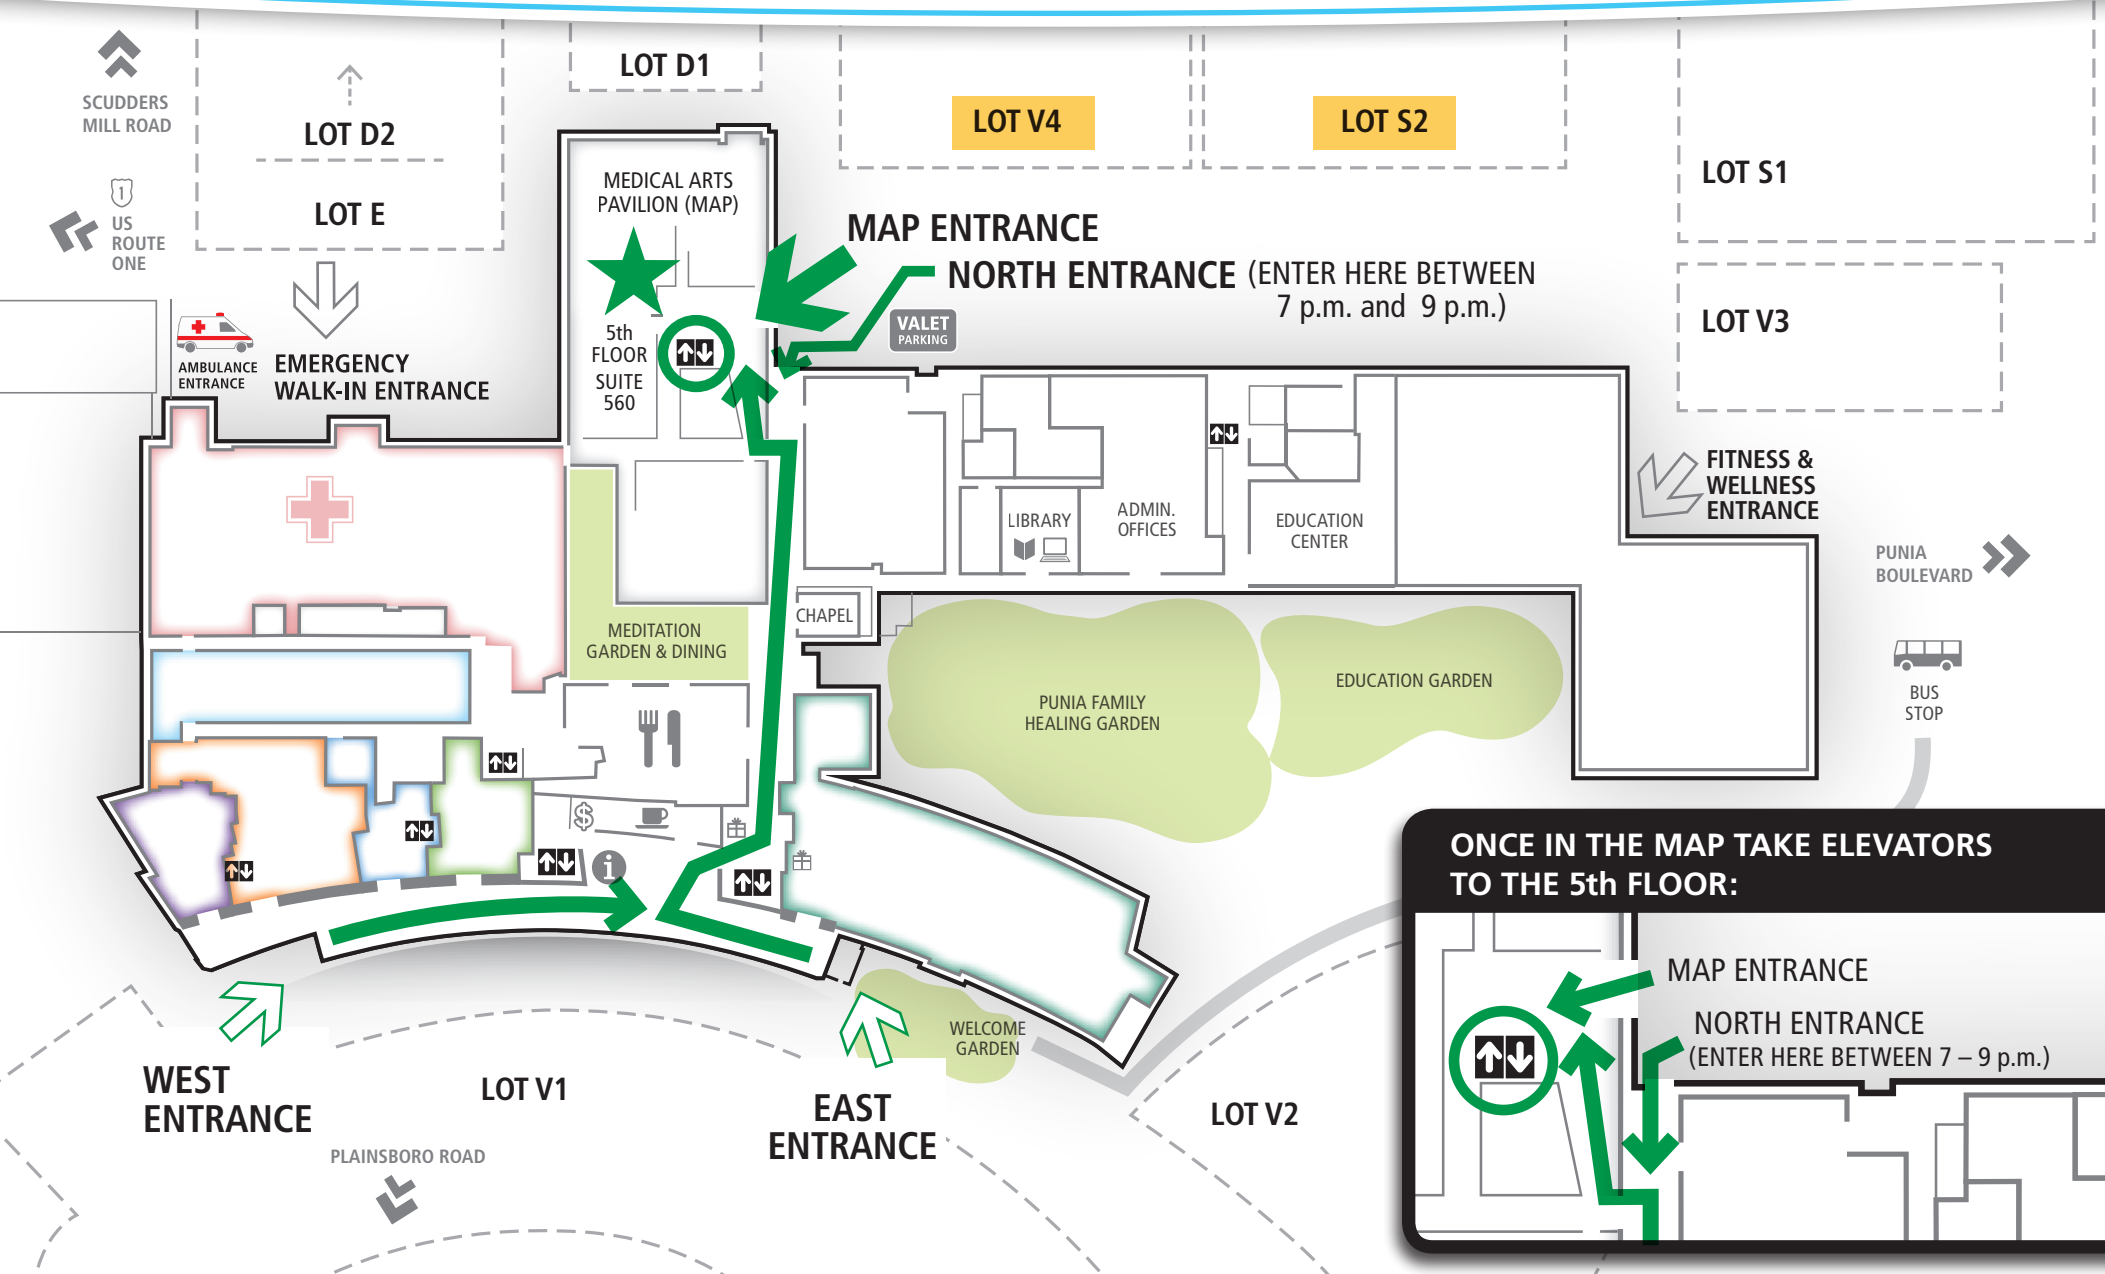 LOT D1
SCUDDERS
MILL ROAD
LOT D2
LOT V4
LOT S2
LOT S1
1
US
ROUTE
ONE
LOT E
MEDICAL ARTS
PAVILION (MAP)
MAP ENTRANCE
NORTH ENTRANCE (ENTER HERE BETWEEN
7 p.m. and 9 p.m.)
VALET
PARKING
LOT V3
5th
FLOOR
SUITE
560
AMBULANCE
ENTRANCE
EMERGENCY
WALK-IN ENTRANCE
FITNESS &
WELLNESS
ENTRANCE
LIBRARY
ADMIN.
OFFICES
EDUCATION
CENTER
PUNIA
BOULEVARD
CHAPEL
MEDITATION
GARDEN & DINING
PUNIA FAMILY
HEALING GARDEN
EDUCATION GARDEN
BUS
STOP
$
i
ONCE IN THE MAP TAKE ELEVATORS
TO THE 5th FLOOR:
MAP ENTRANCE
NORTH ENTRANCE
(ENTER HERE BETWEEN 7 – 9 p.m.)
WELCOME
GARDEN
WEST
ENTRANCE
LOT V1
EAST
ENTRANCE
LOT V2
PLAINSBORO ROAD